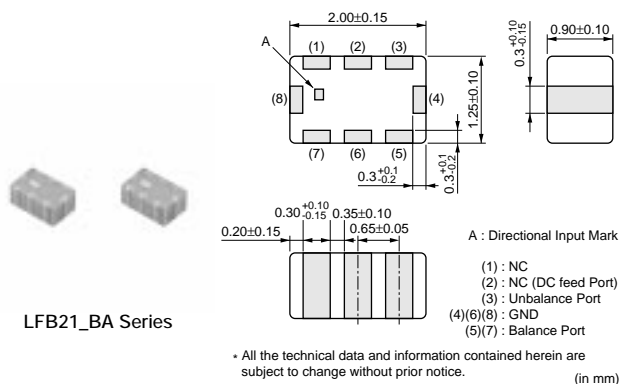 2.00±0.15
A
(1)
(2)
(3)
(8)
(4)
(7)
(6)
(5)
1.25±0.10
0.3+0.1-0.2
0.3+0.1-0.2
0.3+0.10-0.15
0.90±0.10
0.30+0.10-0.15
0.35±0.10
0.20±0.15
0.65±0.05
A : Directional Input Mark
(1) : NC
(2) : NC (DC feed Port)
(3) : Unbalance Port
(4)(6)(8) : GND
(5)(7) : Balance Port
LFB21_BA Series
* All the technical data and information contained herein are
subject to change without prior notice.
(in mm)